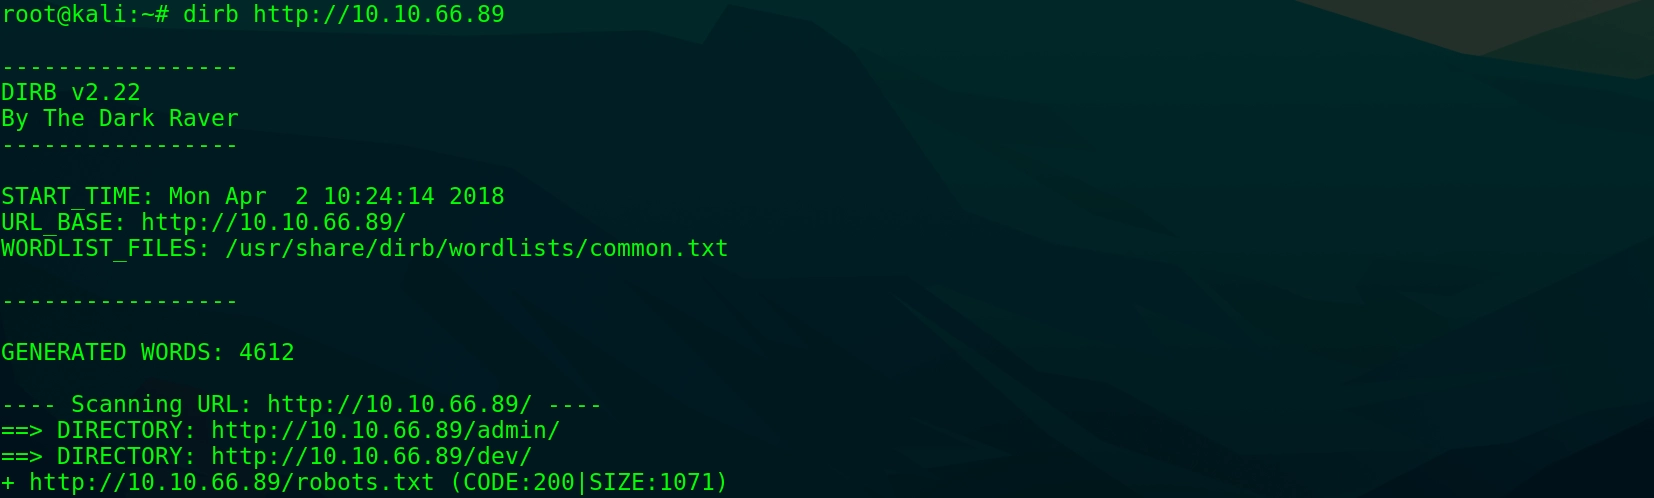 root@kali:~# dirb http://10.10.66.89
-----------------
DIRB v2.22
By The Dark Raver
-----------------
START_TIME: Mon Apr  2 10:24:14 2018
URL_BASE: http://10.10.66.89/
WORDLIST_FILES: /usr/share/dirb/wordlists/common.txt
-----------------
GENERATED WORDS: 4612
---- Scanning URL: http://10.10.66.89/ ----
==> DIRECTORY: http://10.10.66.89/admin/
==> DIRECTORY: http://10.10.66.89/dev/
+ http://10.10.66.89/robots.txt (CODE:200|SIZE:1071)